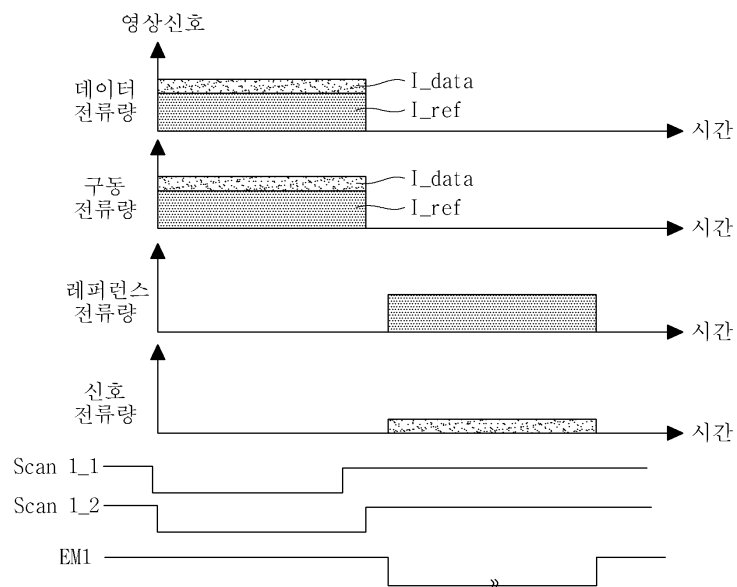 영상신호
데이터
전류량
I_data
I_ref
시간
구동
전류량
I_data
I_ref
시간
레퍼런스
전류량
시간
신호
전류량
시간
Scan 1_1
Scan 1_2
EM1
»